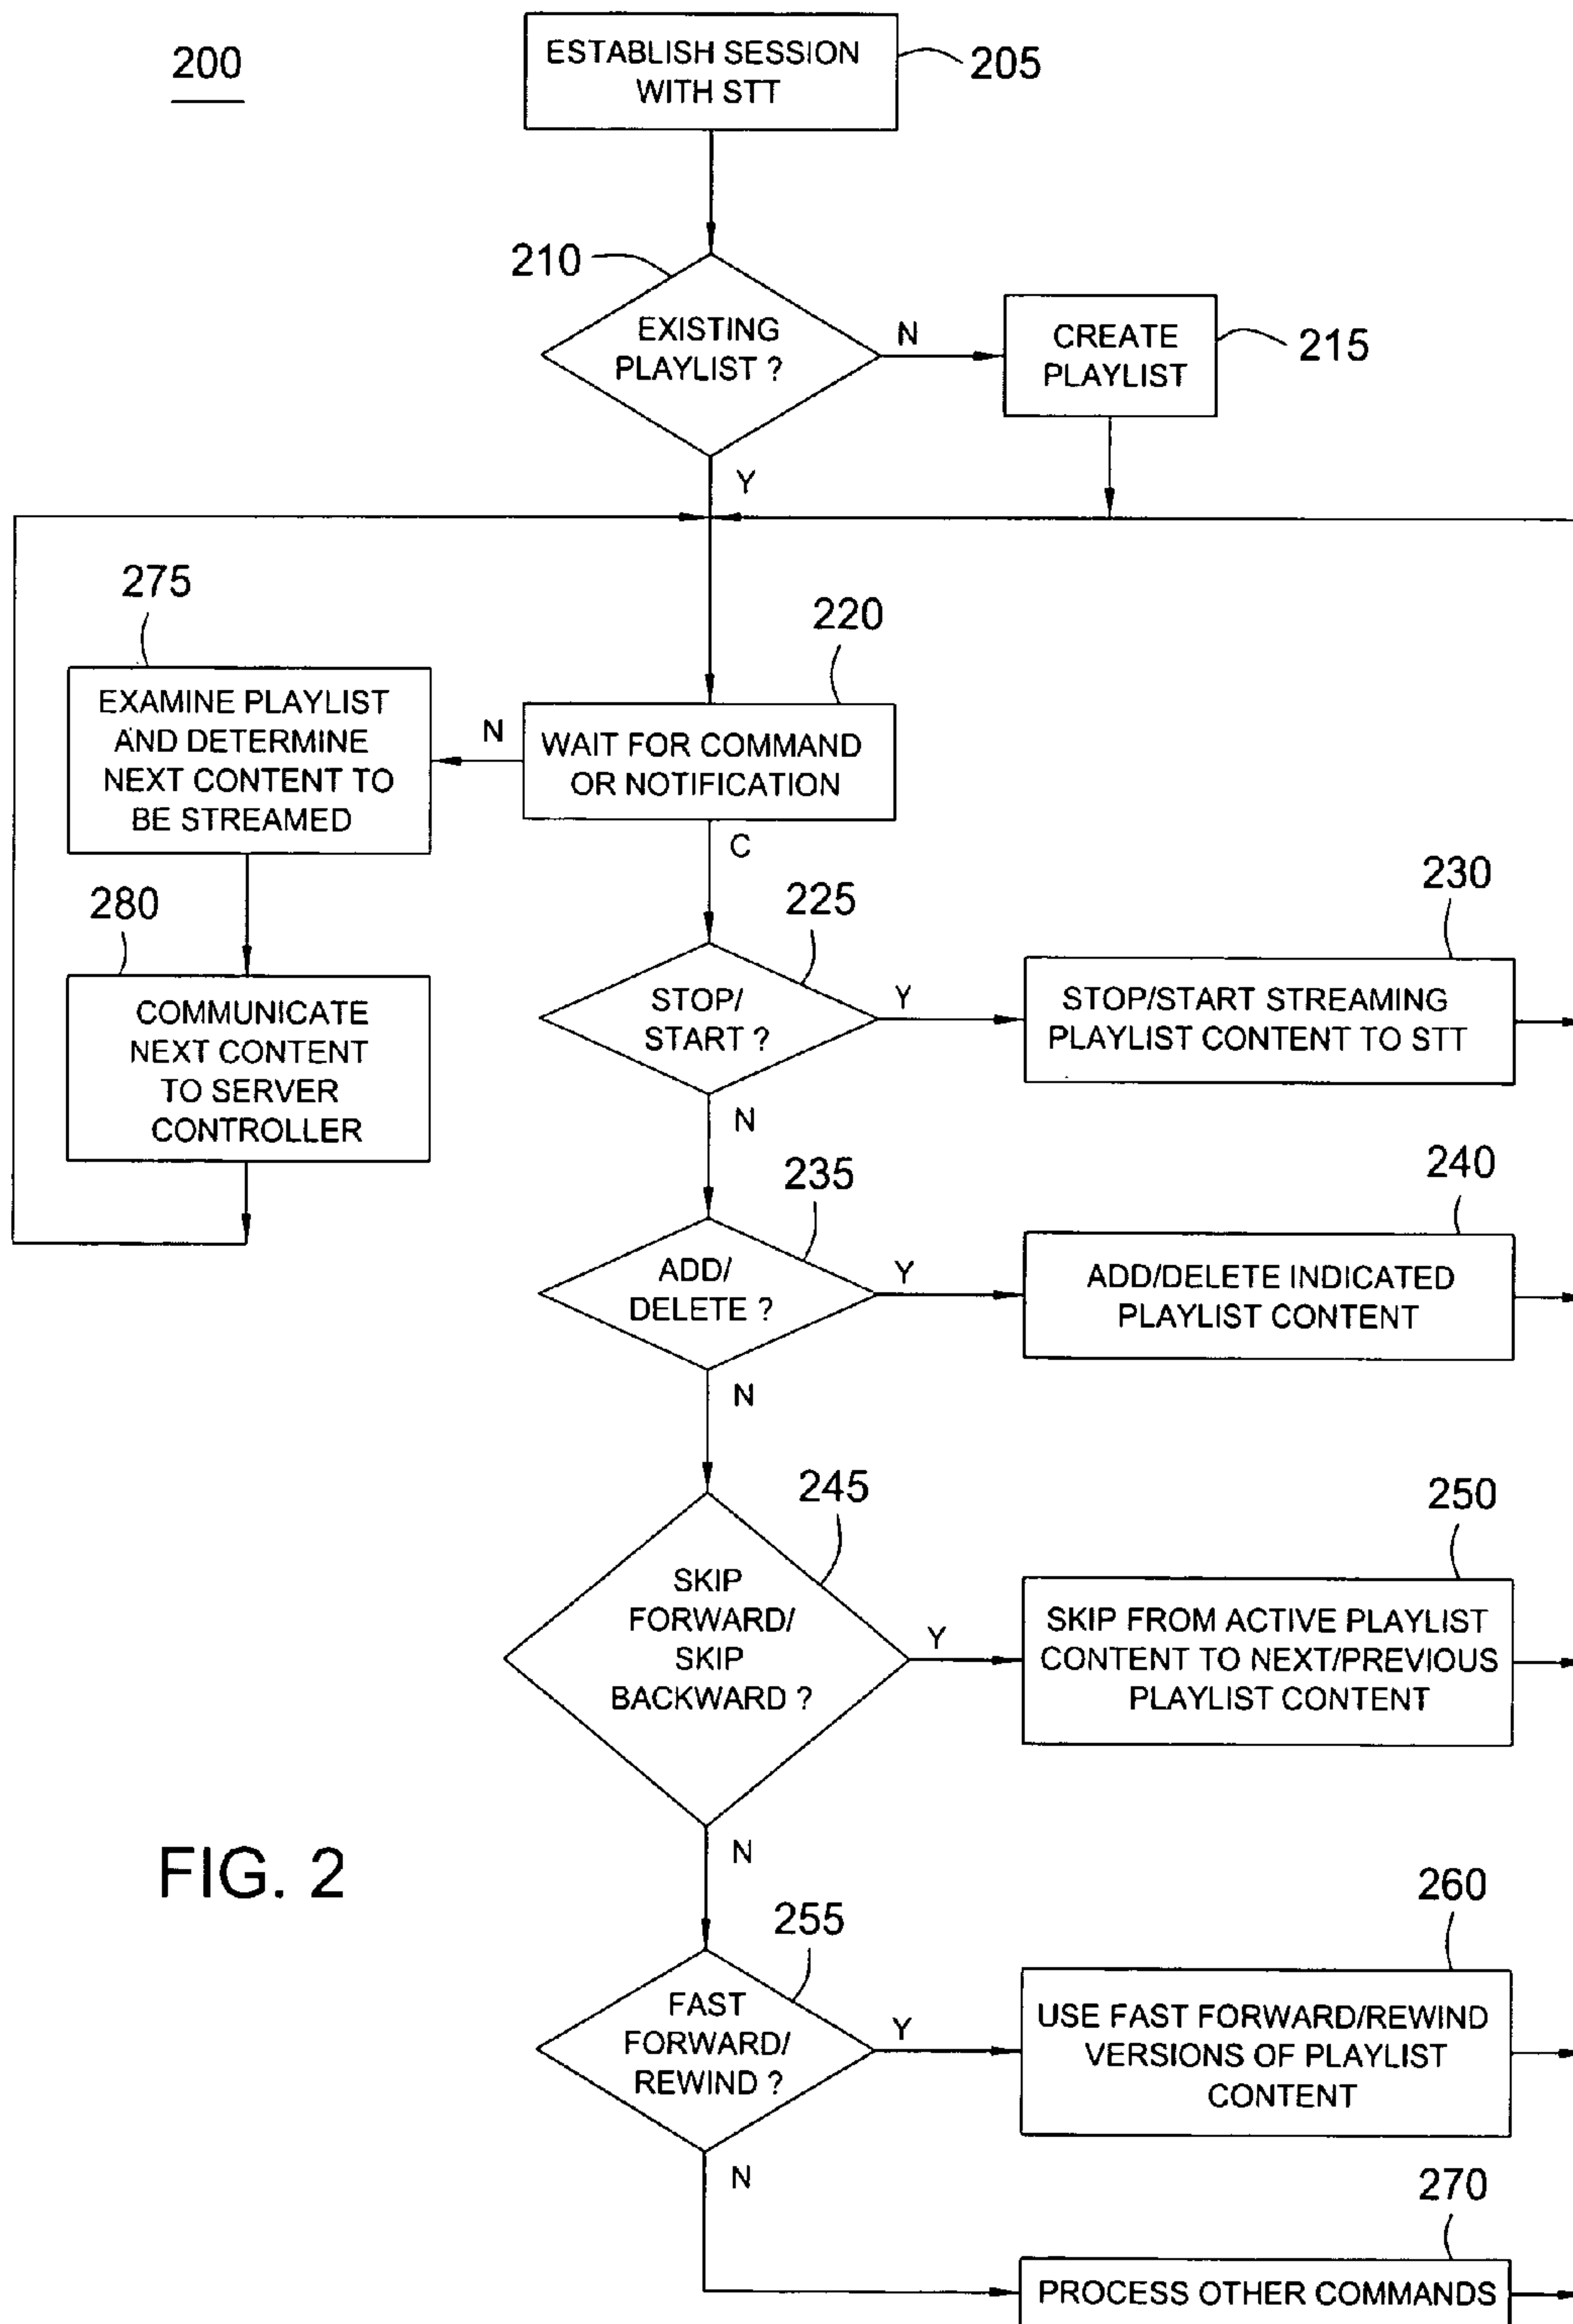 200
ESTABLISH SESSION
WITH STT
205
210
EXISTING
PLAYLIST ?
N
CREATE
PLAYLIST
215
Y
275
220
EXAMINE PLAYLIST
AND DETERMINE
NEXT CONTENT TO
BE STREAMED
N
WAIT FOR COMMAND
OR NOTIFICATION
C
280
COMMUNICATE
NEXT CONTENT
TO SERVER
CONTROLLER
225
STOP/
START ?
Y
230
STOP/START STREAMING
PLAYLIST CONTENT TO STT
N
235
ADD/
DELETE ?
Y
240
ADD/DELETE INDICATED
PLAYLIST CONTENT
N
245
SKIP
FORWARD/
SKIP
BACKWARD ?
Y
250
SKIP FROM ACTIVE PLAYLIST
CONTENT TO NEXT/PREVIOUS
PLAYLIST CONTENT
N
FIG. 2
255
FAST
FORWARD/
REWIND ?
Y
260
USE FAST FORWARD/REWIND
VERSIONS OF PLAYLIST
CONTENT
N
270
PROCESS OTHER COMMANDS